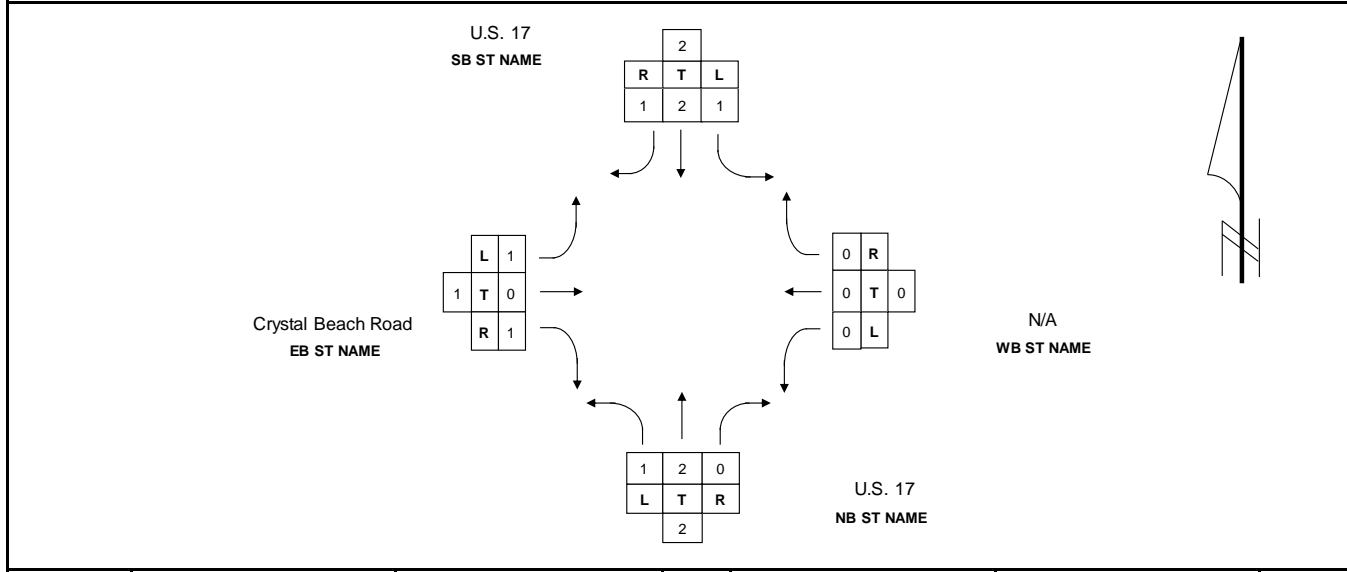 U.S. 17
SB ST NAME
2
R T L
1 2 1
L 1
1 T 0
R 1
Crystal Beach Road
EB ST NAME
0 R
0 T 0
0 L
N/A
WB ST NAME
1 2 0
L T R
2
U.S. 17
NB ST NAME
N